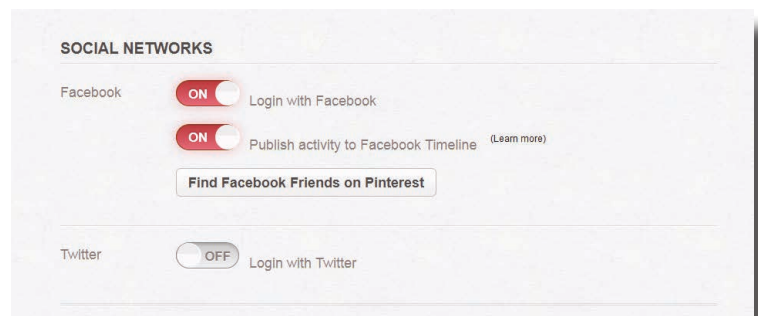 SOCIAL NETWORKS
Facebook ON Login with Facebook
ON Publish activity to Facebook Timeline (Learn more)
Find Facebook Friends on Pinterest
Twitter OFF Login with Twitter